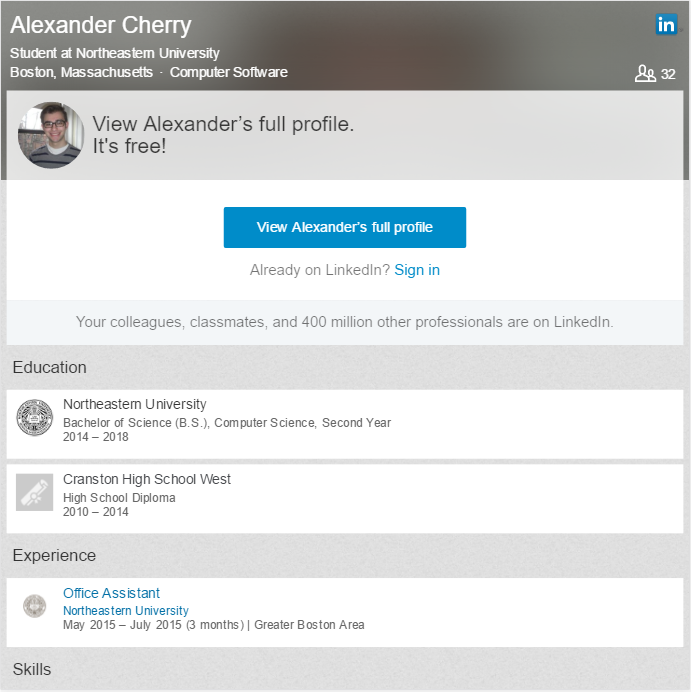 Alexander Cherry
in
Student at Northeastern University
Boston, Massachusetts · Computer Software
32
View Alexander's full profile.
It's free!
View Alexander's full profile
Already on LinkedIn? Sign in
Your colleagues, classmates, and 400 million other professionals are on LinkedIn.
Education
Northeastern University
Bachelor of Science (B.S.), Computer Science, Second Year
2014 – 2018
Cranston High School West
High School Diploma
2010 – 2014
Experience
Office Assistant
Northeastern University
May 2015 – July 2015 (3 months) | Greater Boston Area
Skills